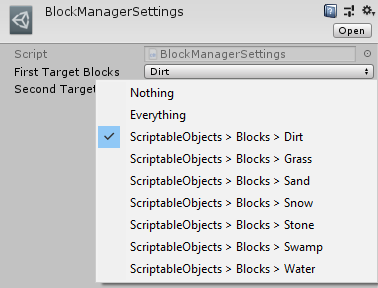 BlockManagerSettings
Open
Script BlockManagerSettings
First Target Blocks Dirt
Second Target
Nothing
Everything
ScriptableObjects > Blocks > Dirt
ScriptableObjects > Blocks > Grass
ScriptableObjects > Blocks > Sand
ScriptableObjects > Blocks > Snow
ScriptableObjects > Blocks > Stone
ScriptableObjects > Blocks > Swamp
ScriptableObjects > Blocks > Water